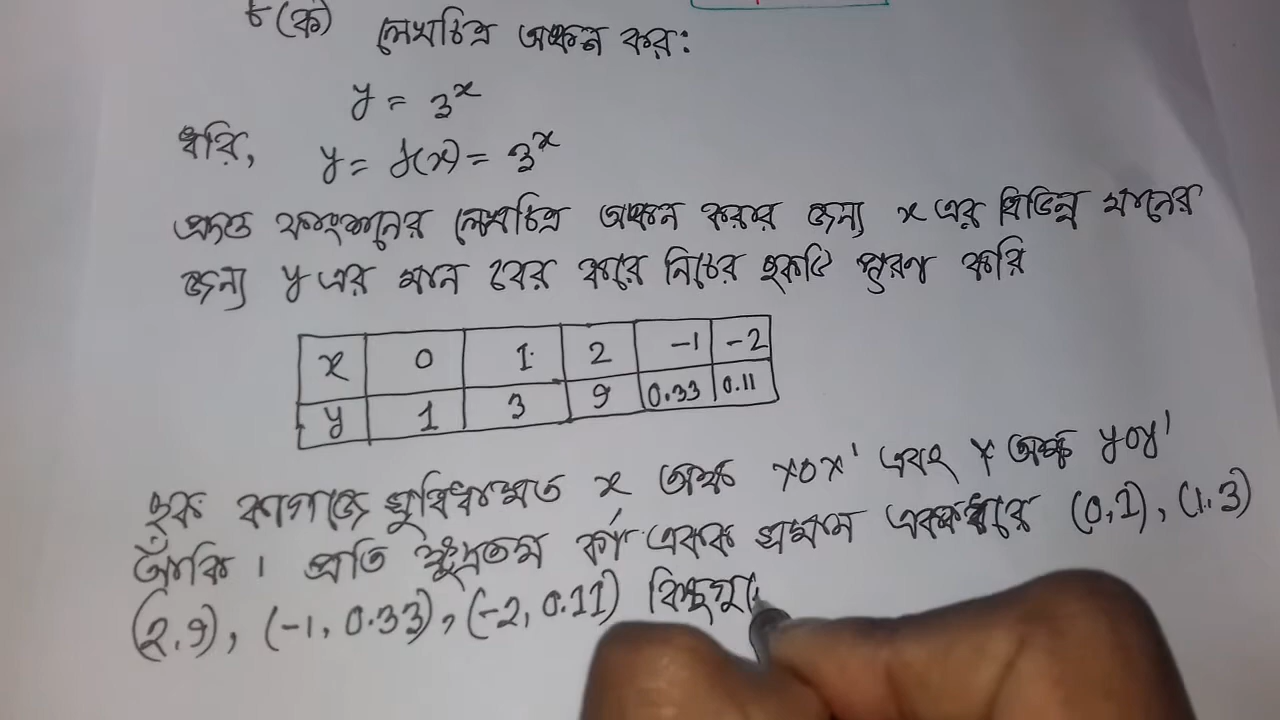 ৮(ক) লেখচিত্র অঙ্কন কর:
y = 3^x
ধরি, y = f(x) = 3^x
প্রদত্ত ফাংশনের লেখচিত্র অঙ্কন করার জন্য x এর বিভিন্ন মানের
জন্য y এর মান বের করে নিচের ছকটি পুরণ করি
x 0 1 2 -1 -2
y 1 3 9 0.33 0.11
ছক কাগজে সুবিধামত x অক্ষ XOX' এবং Y অক্ষ YOY'
আঁকি। প্রতি ক্ষুদ্রতম বর্গ একক সমান একক ধরে (0,1), (1,3)
(2,9), (-1, 0.33), (-2, 0.11)